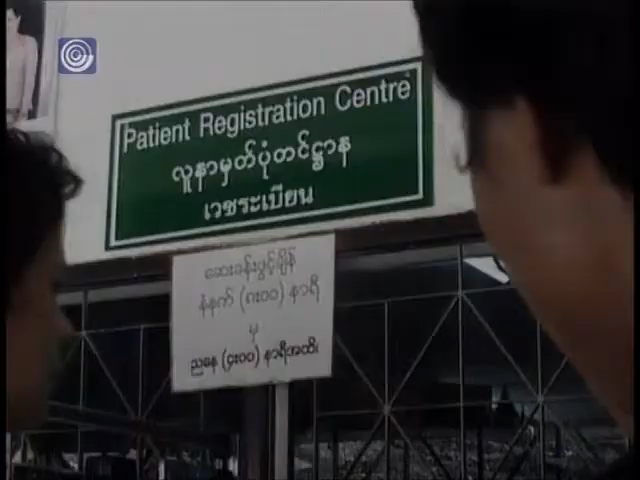 Patient Registration Centre
လူနာမှတ်ပုံတင်ဌာန
เวชระเบียน
ဆေးခန်းဖွင့်ချိန်
နံနက် (၈း၀၀) နာရီ
မှ
ညနေ (၄း၀၀) နာရီအထိ